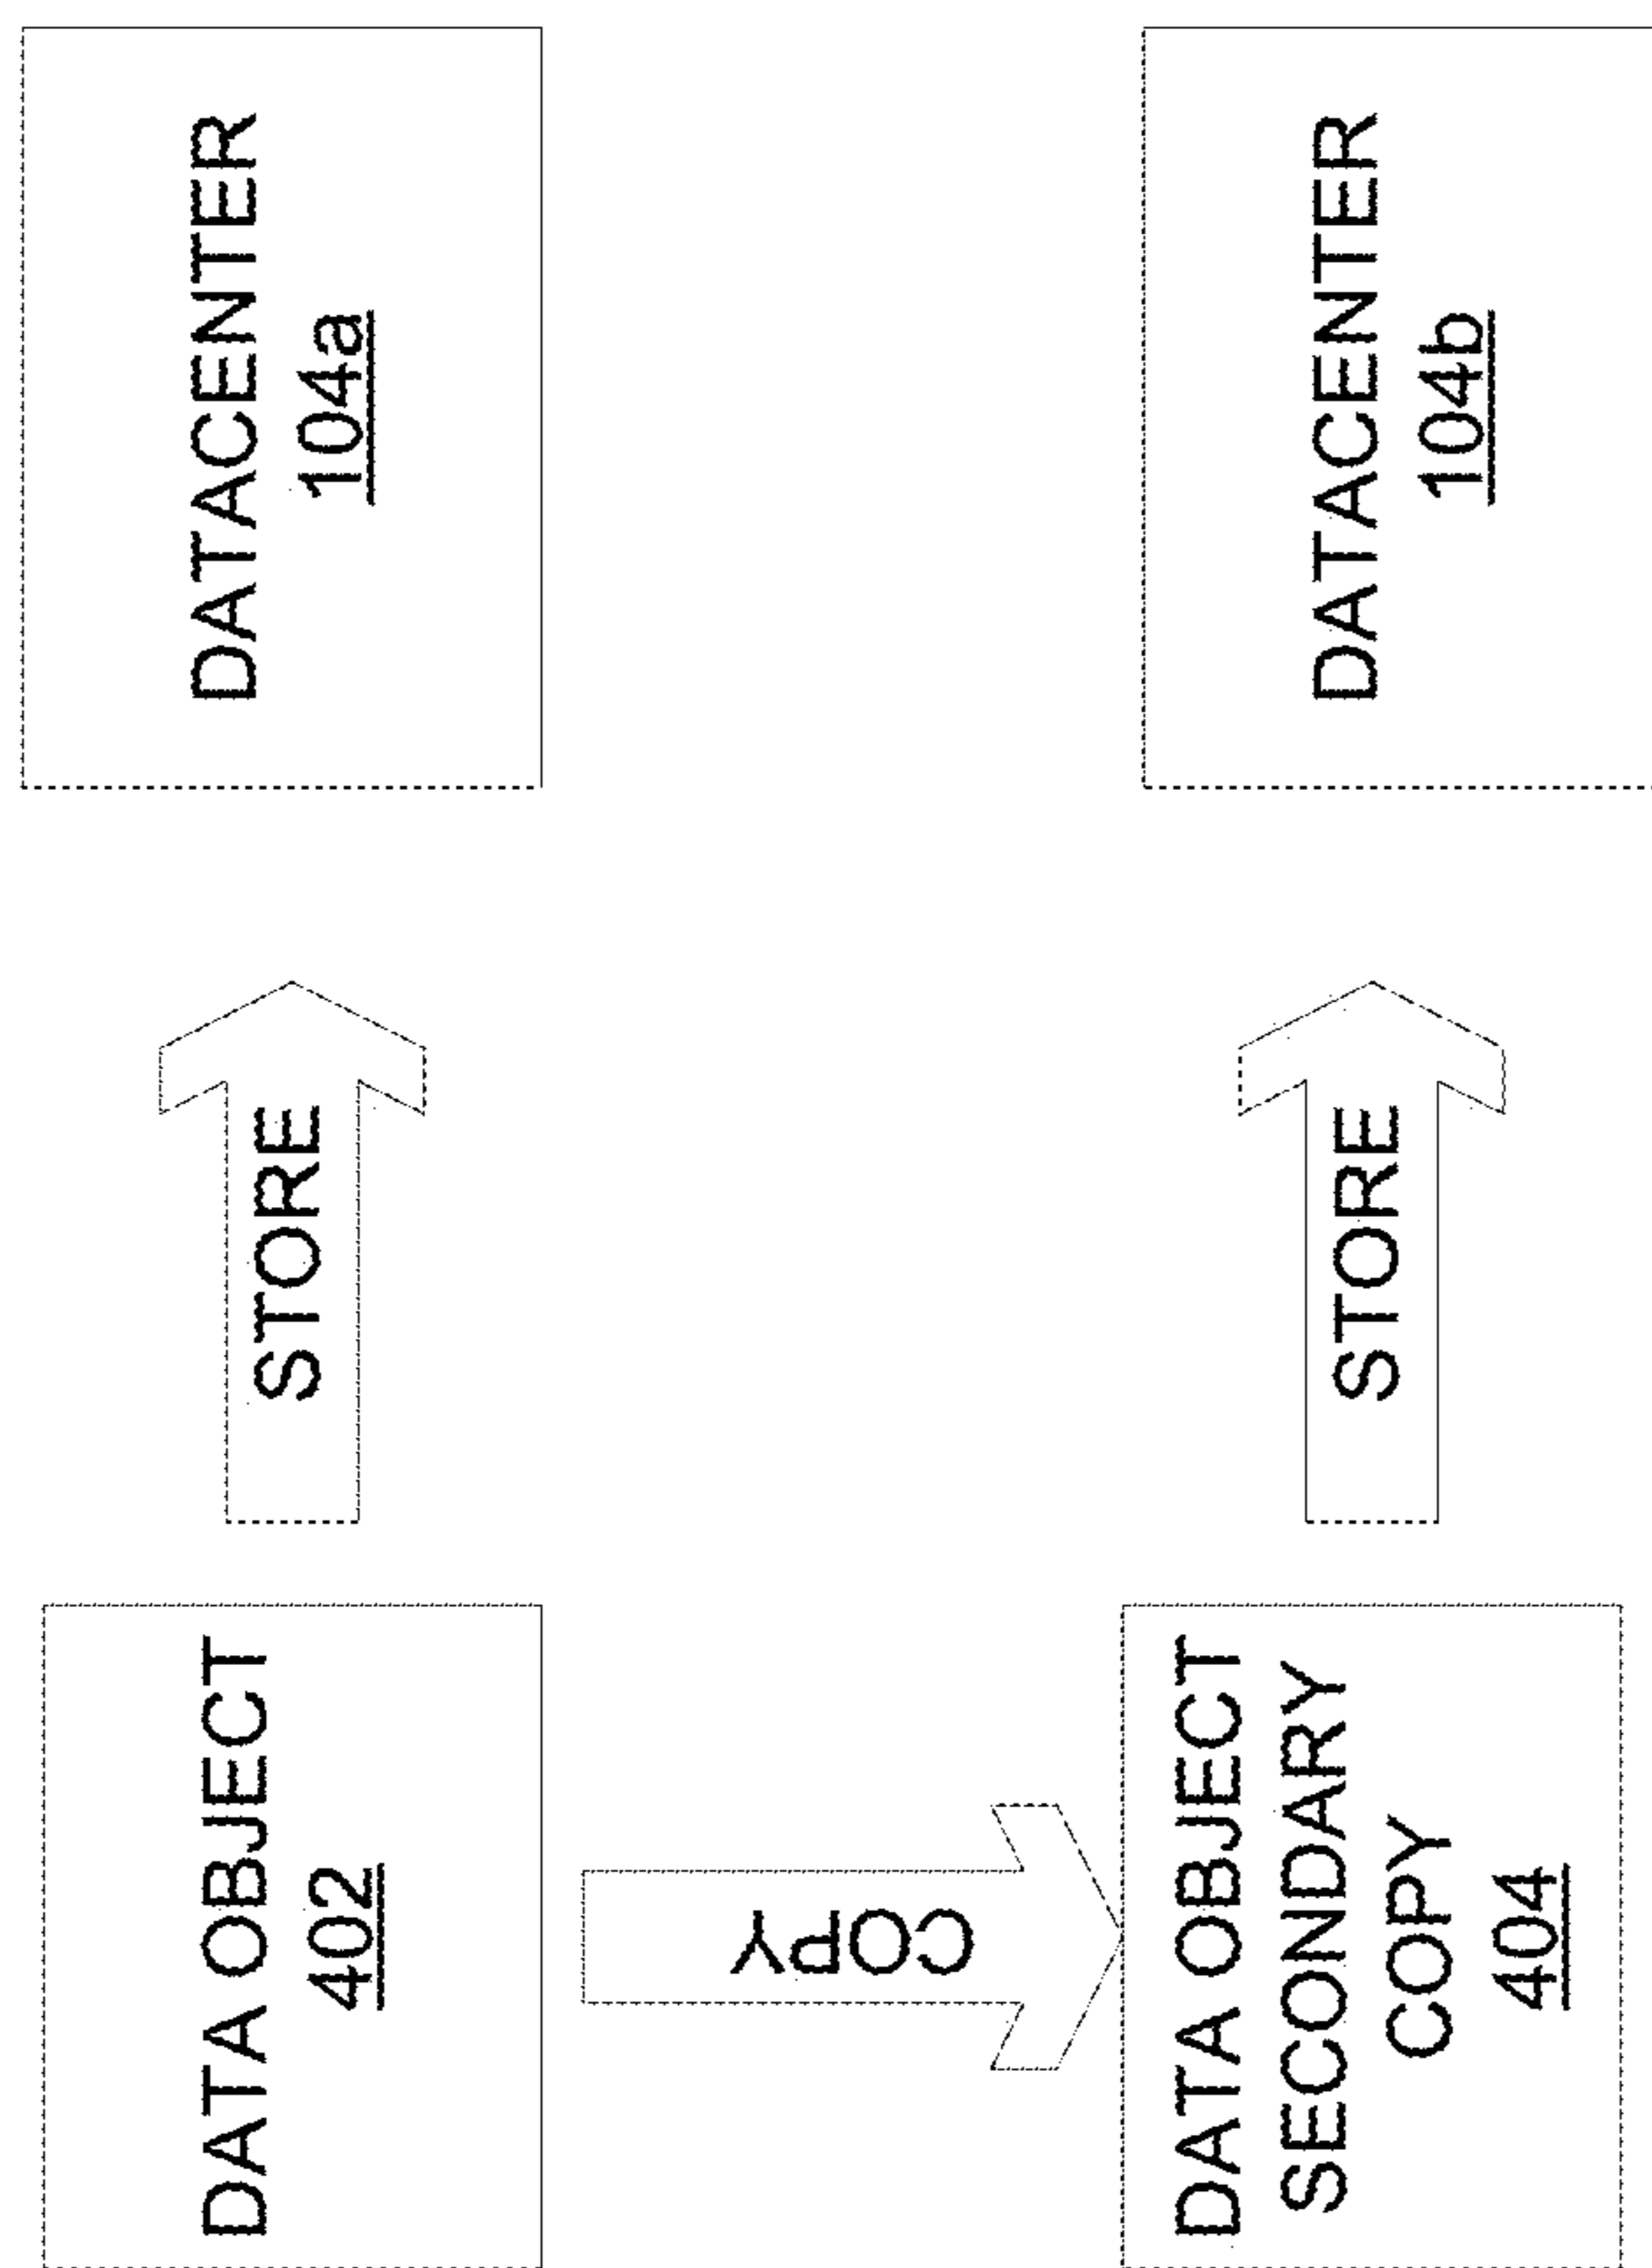 DATA OBJECT
402
STORE
DATACENTER
104a
COPY
DATA OBJECT
SECONDARY
COPY
404
STORE
DATACENTER
104b